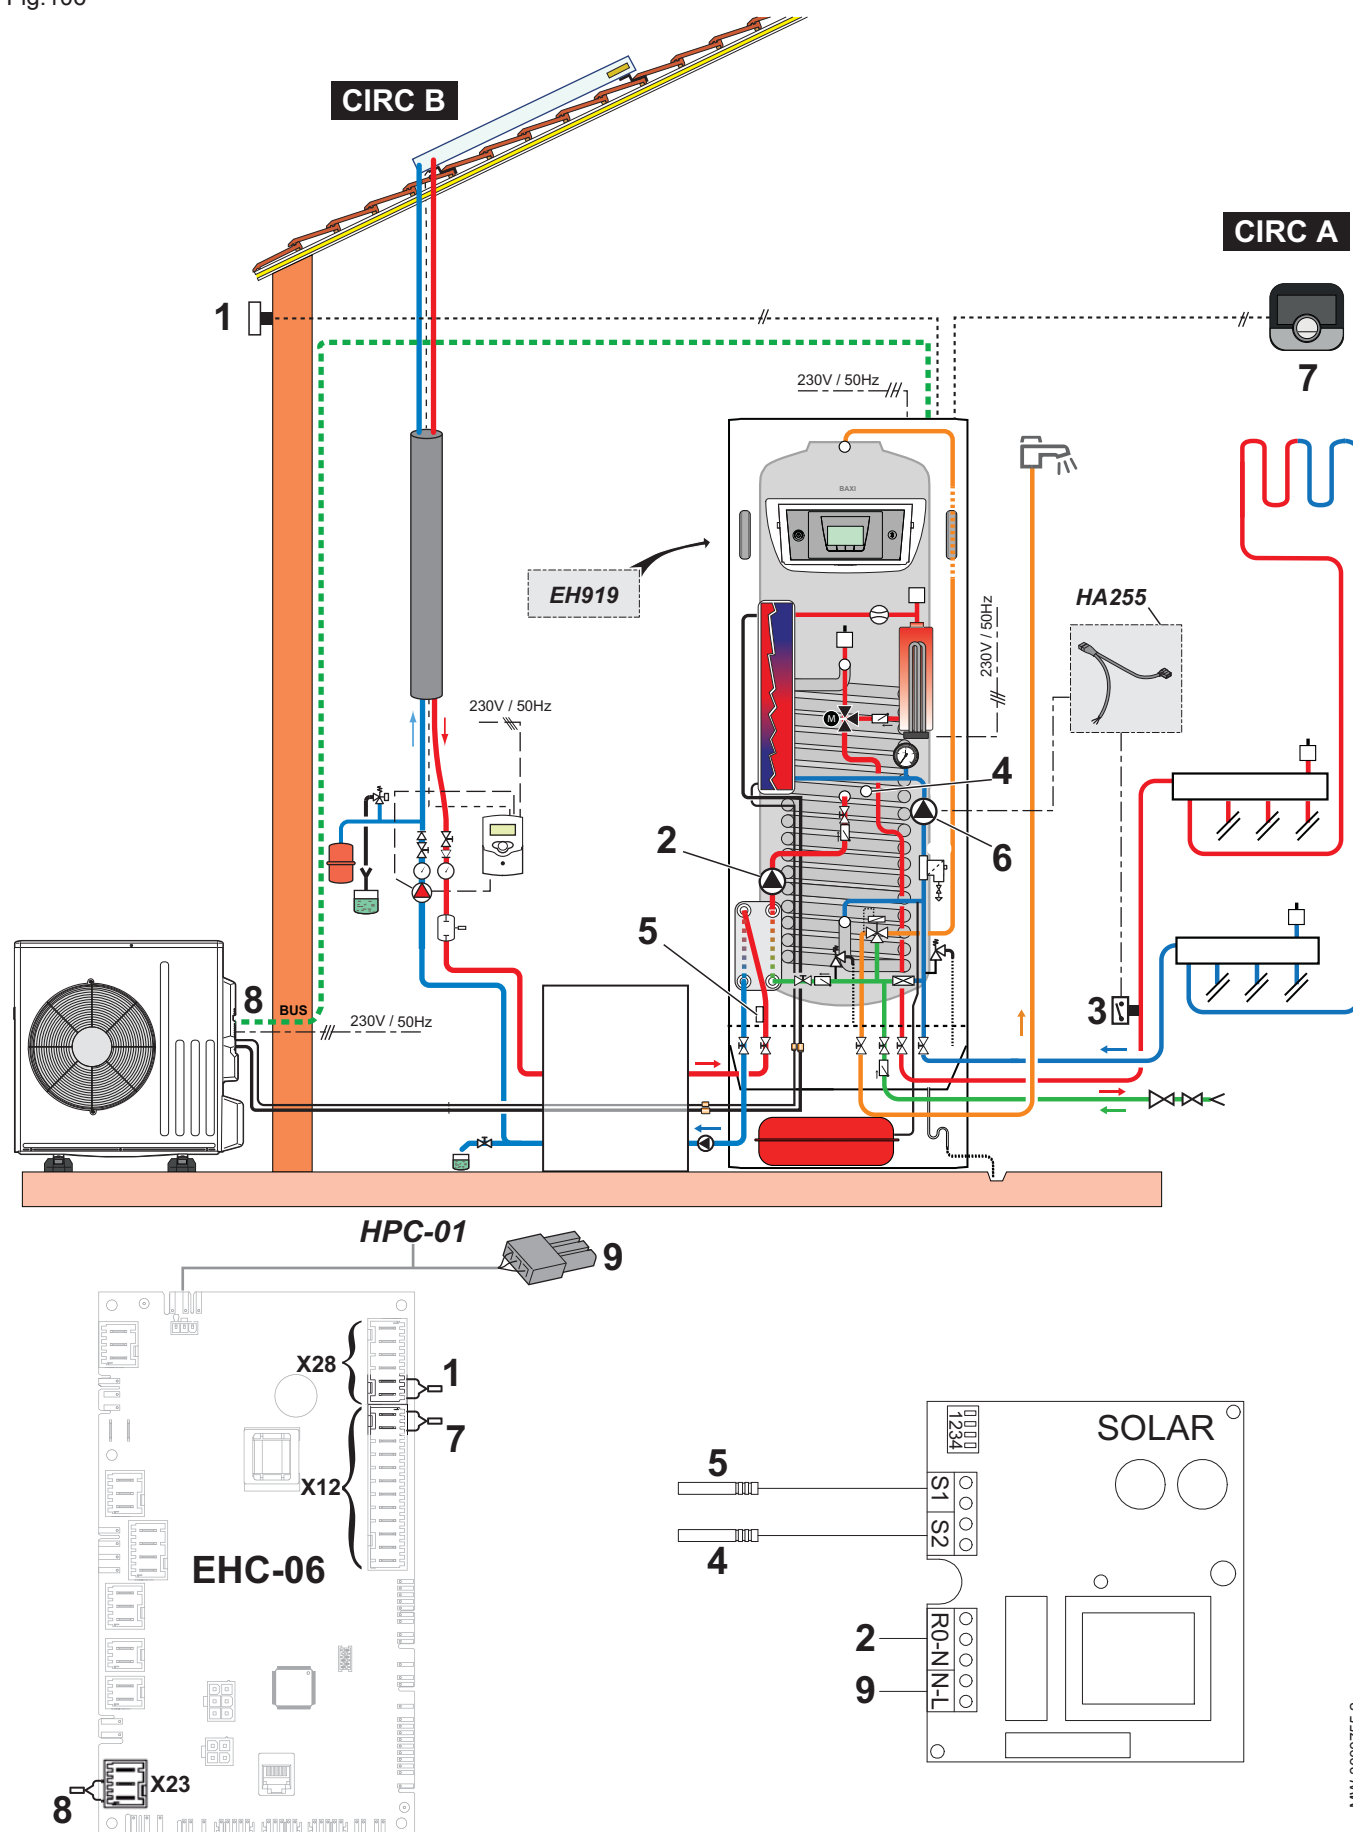 CIRC B
CIRC A
1
7
230V / 50Hz
BAXI
EH919
HA255
230V / 50Hz
230V / 50Hz
M
4
2
6
5
8
BUS
230V / 50Hz
3
HPC-01
9
X28
1
7
X12
EHC-06
X23
8
SOLAR
1234
S1
S2
5
4
R0-N
N-L
2
9